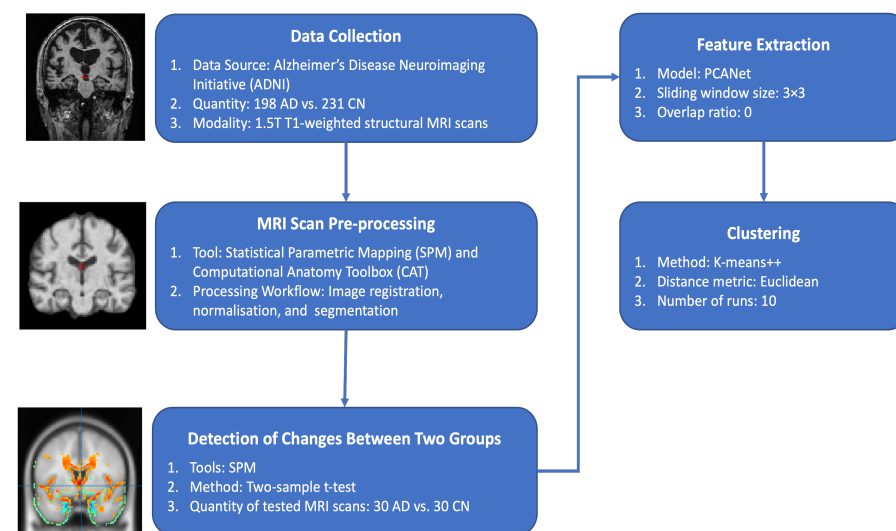 Data Collection
1. Data Source: Alzheimer's Disease Neuroimaging
Initiative (ADNI)
2. Quantity: 198 AD vs. 231 CN
3. Modality: 1.5T T1-weighted structural MRI scans
MRI Scan Pre-processing
1. Tool: Statistical Parametric Mapping (SPM) and
Computational Anatomy Toolbox (CAT)
2. Processing Workflow: Image registration,
normalisation, and segmentation
Detection of Changes Between Two Groups
1. Tools: SPM
2. Method: Two-sample t-test
3. Quantity of tested MRI scans: 30 AD vs. 30 CN
Feature Extraction
1. Model: PCANet
2. Sliding window size: 3×3
3. Overlap ratio: 0
Clustering
1. Method: K-means++
2. Distance metric: Euclidean
3. Number of runs: 10